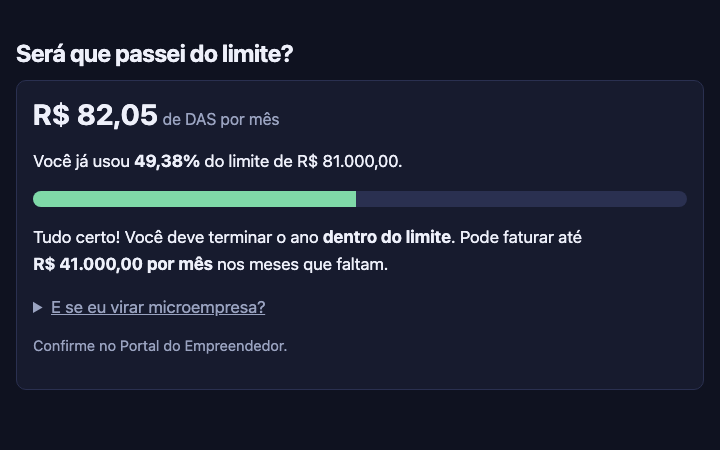 Será que passei do limite?
R$ 82,05 de DAS por mês
Você já usou 49,38% do limite de R$ 81.000,00.
Tudo certo! Você deve terminar o ano dentro do limite. Pode faturar até
R$ 41.000,00 por mês nos meses que faltam.
E se eu virar microempresa?
Confirme no Portal do Empreendedor.